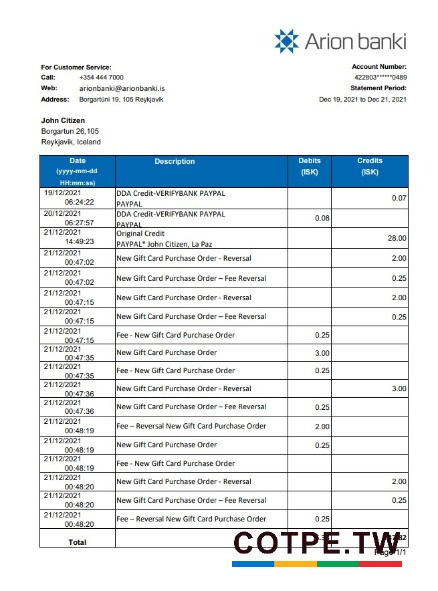 Arion banki
For Customer Service:
Account Number:
Call: +354 444 7000
422803******0489
Web: arionbanki@arionbanki.is
Statement Period:
Address: Borgartúni 19, 105 Reykjavik
Dec 19, 2021 to Dec 21, 2021
John Citizen
Borgartun 26,105
Reykjavik, Iceland
Date (yyyy-mm-dd HH:mm:ss) Description Debits (ISK) Credits (ISK)
19/12/2021 DDA Credit-VERIFYBANK PAYPAL
06:24:22 PAYPAL 0.07
20/12/2021 DDA Credit-VERIFYBANK PAYPAL
06:27:57 PAYPAL 0.08
21/12/2021 Original Credit
14:49:23 PAYPAL* John Citizen, La Paz 28.00
21/12/2021
00:47:02 New Gift Card Purchase Order - Reversal 2.00
21/12/2021
00:47:02 New Gift Card Purchase Order – Fee Reversal 0.25
21/12/2021
00:47:15 New Gift Card Purchase Order - Reversal 2.00
21/12/2021
00:47:15 New Gift Card Purchase Order – Fee Reversal 0.25
21/12/2021
00:47:15 Fee - New Gift Card Purchase Order 0.25
21/12/2021
00:47:35 New Gift Card Purchase Order 3.00
21/12/2021
00:47:35 Fee - New Gift Card Purchase Order 0.25
21/12/2021
00:47:36 New Gift Card Purchase Order - Reversal 3.00
21/12/2021
00:47:36 New Gift Card Purchase Order – Fee Reversal 0.25
21/12/2021
00:48:19 Fee – Reversal New Gift Card Purchase Order 2.00
21/12/2021
00:48:19 New Gift Card Purchase Order 0.25
21/12/2021
00:48:19 Fee - New Gift Card Purchase Order
21/12/2021
00:48:20 New Gift Card Purchase Order - Reversal 2.00
21/12/2021
00:48:20 New Gift Card Purchase Order – Fee Reversal 0.25
21/12/2021
00:48:20 Fee – Reversal New Gift Card Purchase Order 0.25
Total
COTPE.TW
Page 1/1